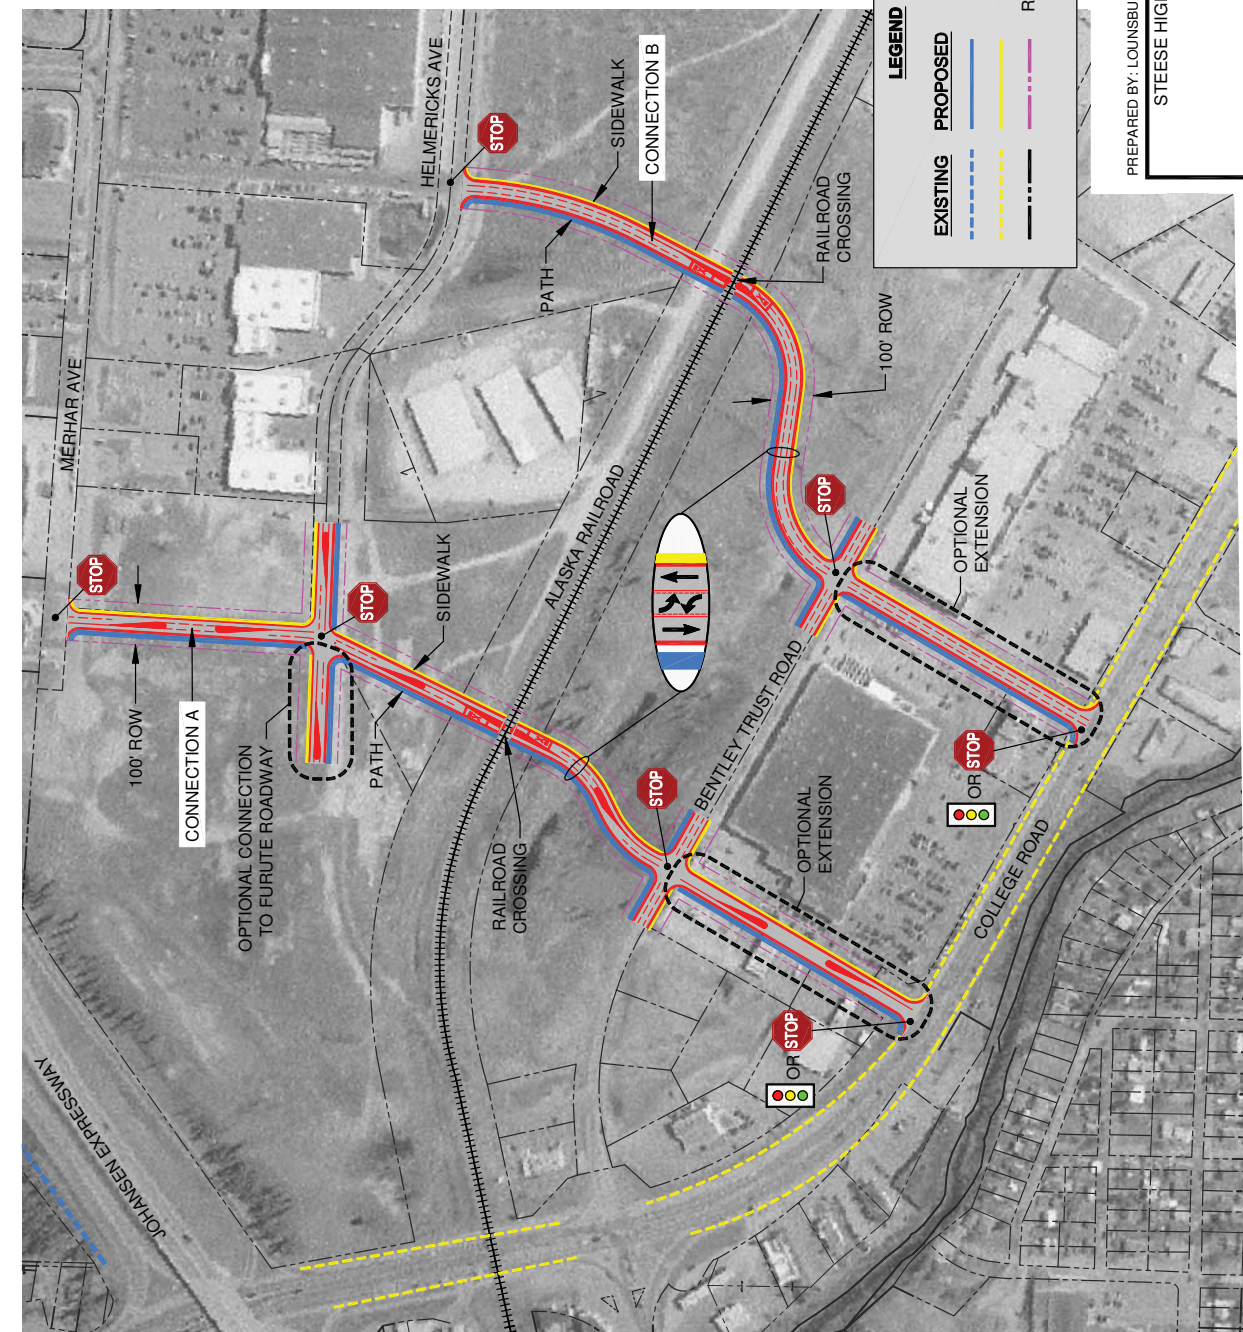 HELMERICKS AVE
STOP
SIDEWALK
CONNECTION B
PATH
RAILROAD
CROSSING
100' ROW
LEGEND
EXISTING
PROPOSED
R
PREPARED BY: LOUNSBU
STEESE HIG
MERHAR AVE
STOP
STOP
100' ROW
CONNECTION A
SIDEWALK
OPTIONAL CONNECTION
TO FURUTE ROADWAY
PATH
ALASKA RAILROAD
RAILROAD
CROSSING
STOP
STOP
BENTLEY TRUST ROAD
OPTIONAL
EXTENSION
OPTIONAL
EXTENSION
OR
STOP
OR
STOP
COLLEGE ROAD
JOHANSEN EXPRESSWAY